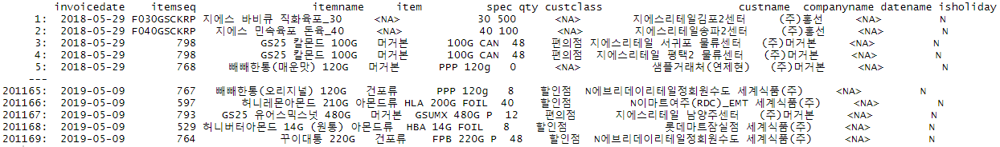 invoicedate itemseq itemname item spec qty custclass custname companyname datename isholiday
1: 2018-05-29 F030GSCKRP 지에스 바비큐 직화육포_30 <NA> 30 500 <NA> 지에스리테일김포2센터 (주)흥선 <NA> N
2: 2018-05-29 F040GSCKRP 지에스 민속육포 돈육_40 <NA> 40 100 <NA> 지에스리테일송파2센터 (주)흥선 <NA> N
3: 2018-05-29 798 GS25 칼몬드 100G 머거본 100G CAN 48 편의점 지에스리테일 서귀포 물류센터 (주)머거본 <NA> N
4: 2018-05-29 798 GS25 칼몬드 100G 머거본 100G CAN 48 편의점 지에스리테일 평택2 물류센터 (주)머거본 <NA> N
5: 2018-05-29 768 빼빼한통(매운맛) 120G 머거본 PPP 120g 0 <NA> 샘플거래처(연제현) (주)머거본 <NA> N
---
201165: 2019-05-09 767 빼빼한통(오리지널) 120G 건포류 PPP 120g 8 할인점 N에브리데이리테일정회원수도 세계식품(주) <NA> N
201166: 2019-05-09 597 허니레몬아몬드 210G 아몬드류 HLA 200G FOIL 40 할인점 N이마트여주(RDC)_EMT 세계식품(주) <NA> N
201167: 2019-05-09 793 GS25 유어스믹스넛 480G 머거본 GSUMX 480G P 12 편의점 지에스리테일 남양주센터 (주)머거본 <NA> N
201168: 2019-05-09 529 허니버터아몬드 14G (원통) 아몬드류 HBA 14G FOIL 8 할인점 롯데마트잠실점 세계식품(주) <NA> N
201169: 2019-05-09 764 꾸이대통 220G 건포류 FPB 220G P 48 할인점 N에브리데이리테일정회원수도 세계식품(주) <NA> N